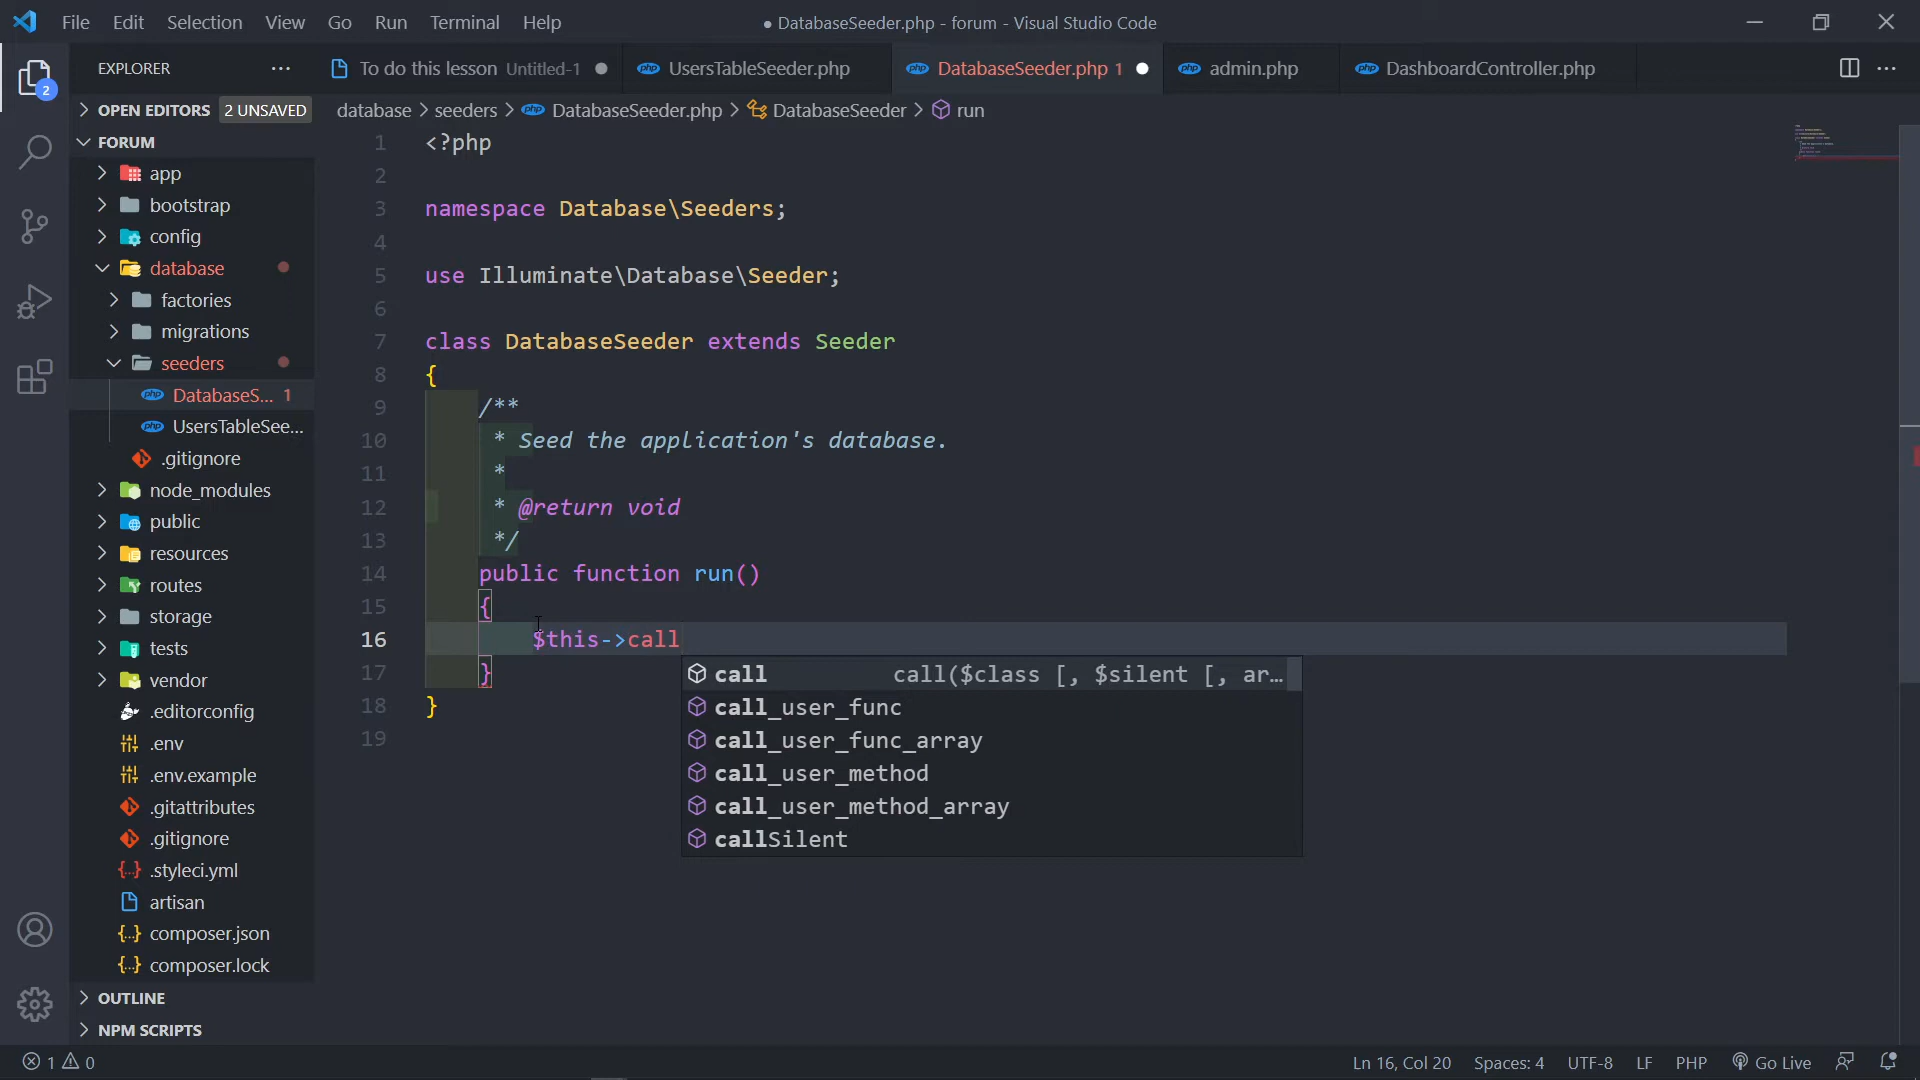 File Edit Selection View Go Run Terminal Help
● DatabaseSeeder.php - forum - Visual Studio Code
EXPLORER
To do this lesson Untitled-1
UsersTableSeeder.php
DatabaseSeeder.php 1
admin.php
DashboardController.php
OPEN EDITORS 2 UNSAVED
database > seeders > DatabaseSeeder.php > DatabaseSeeder > run
2
FORUM
app
bootstrap
config
database
factories
migrations
seeders
DatabaseS... 1
UsersTableSee...
.gitignore
node_modules
public
resources
routes
storage
tests
vendor
.editorconfig
.env
.env.example
.gitattributes
.gitignore
.styleci.yml
artisan
composer.json
composer.lock
OUTLINE
NPM SCRIPTS
1 <?php
2
3 namespace Database\Seeders;
4
5 use Illuminate\Database\Seeder;
6
7 class DatabaseSeeder extends Seeder
8 {
9 /**
10 * Seed the application's database.
11 *
12 * @return void
13 */
14 public function run()
15 {
16 $this->call
17 }
18 }
19
call call($class [, $silent [, ar…
call_user_func
call_user_func_array
call_user_method
call_user_method_array
callSilent
1 0
Ln 16, Col 20 Spaces: 4 UTF-8 LF PHP Go Live